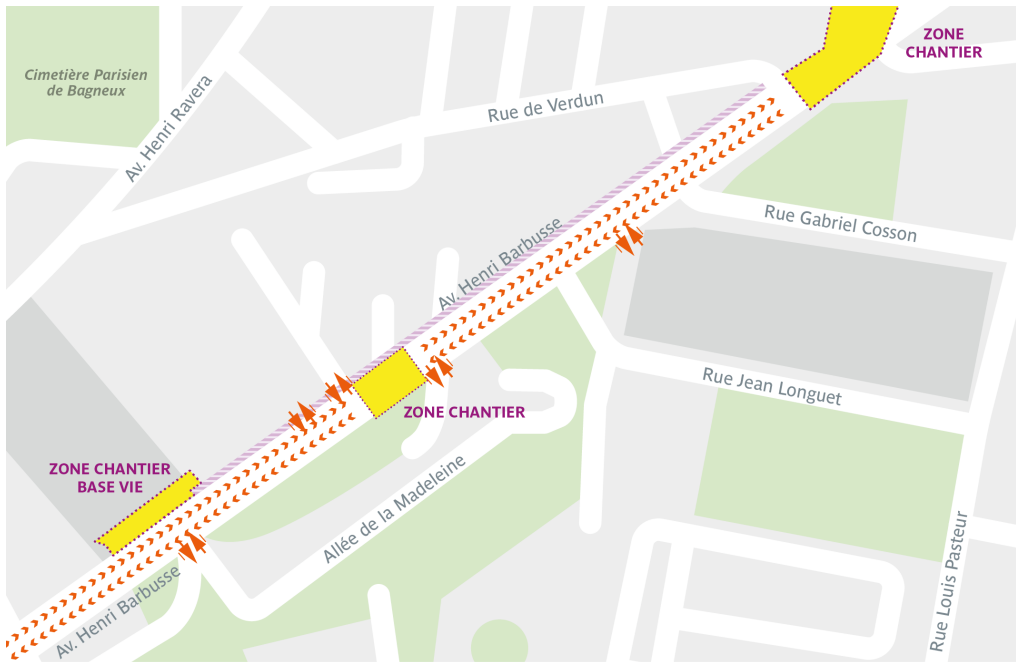 ZONE
CHANTIER
Cimetière Parisien
de Bagneux
Av. Henri Ravera
Rue de Verdun
Rue Gabriel Cosson
Av. Henri Barbusse
Rue Jean Longuet
ZONE CHANTIER
ZONE CHANTIER
BASE VIE
Allée de la Madeleine
Rue Louis Pasteur
Av. Henri Barbusse